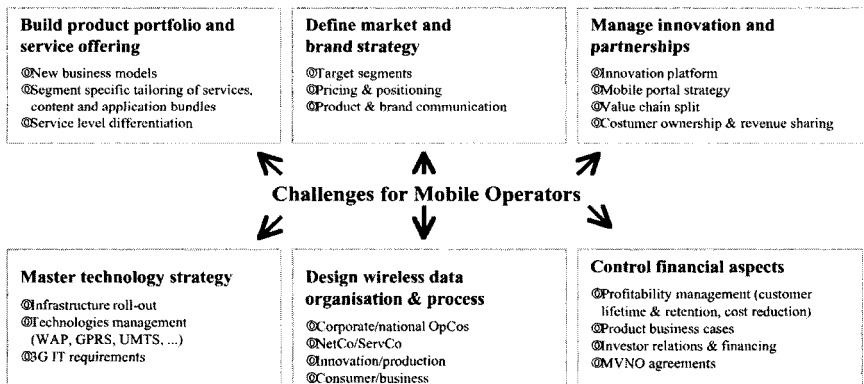 Build product portfolio and
service offering
New business models
Segment specific tailoring of services,
content and application bundles
Service level differentiation
Define market and
brand strategy
Target segments
Pricing & positioning
Product & brand communication
Manage innovation and
partnerships
Innovation platform
Mobile portal strategy
Value chain split
Costumer ownership & revenue sharing
Challenges for Mobile Operators
Master technology strategy
Infrastructure roll-out
Technologies management
(WAP, GPRS, UMTS, ...)
3G IT requirements
Design wireless data
organisation & process
Corporate/national OpCos
NetCo/ServCo
Innovation/production
Consumer/business
Control financial aspects
Profitability management (customer
lifetime & retention, cost reduction)
Product business cases
Investor relations & financing
MVNO agreements